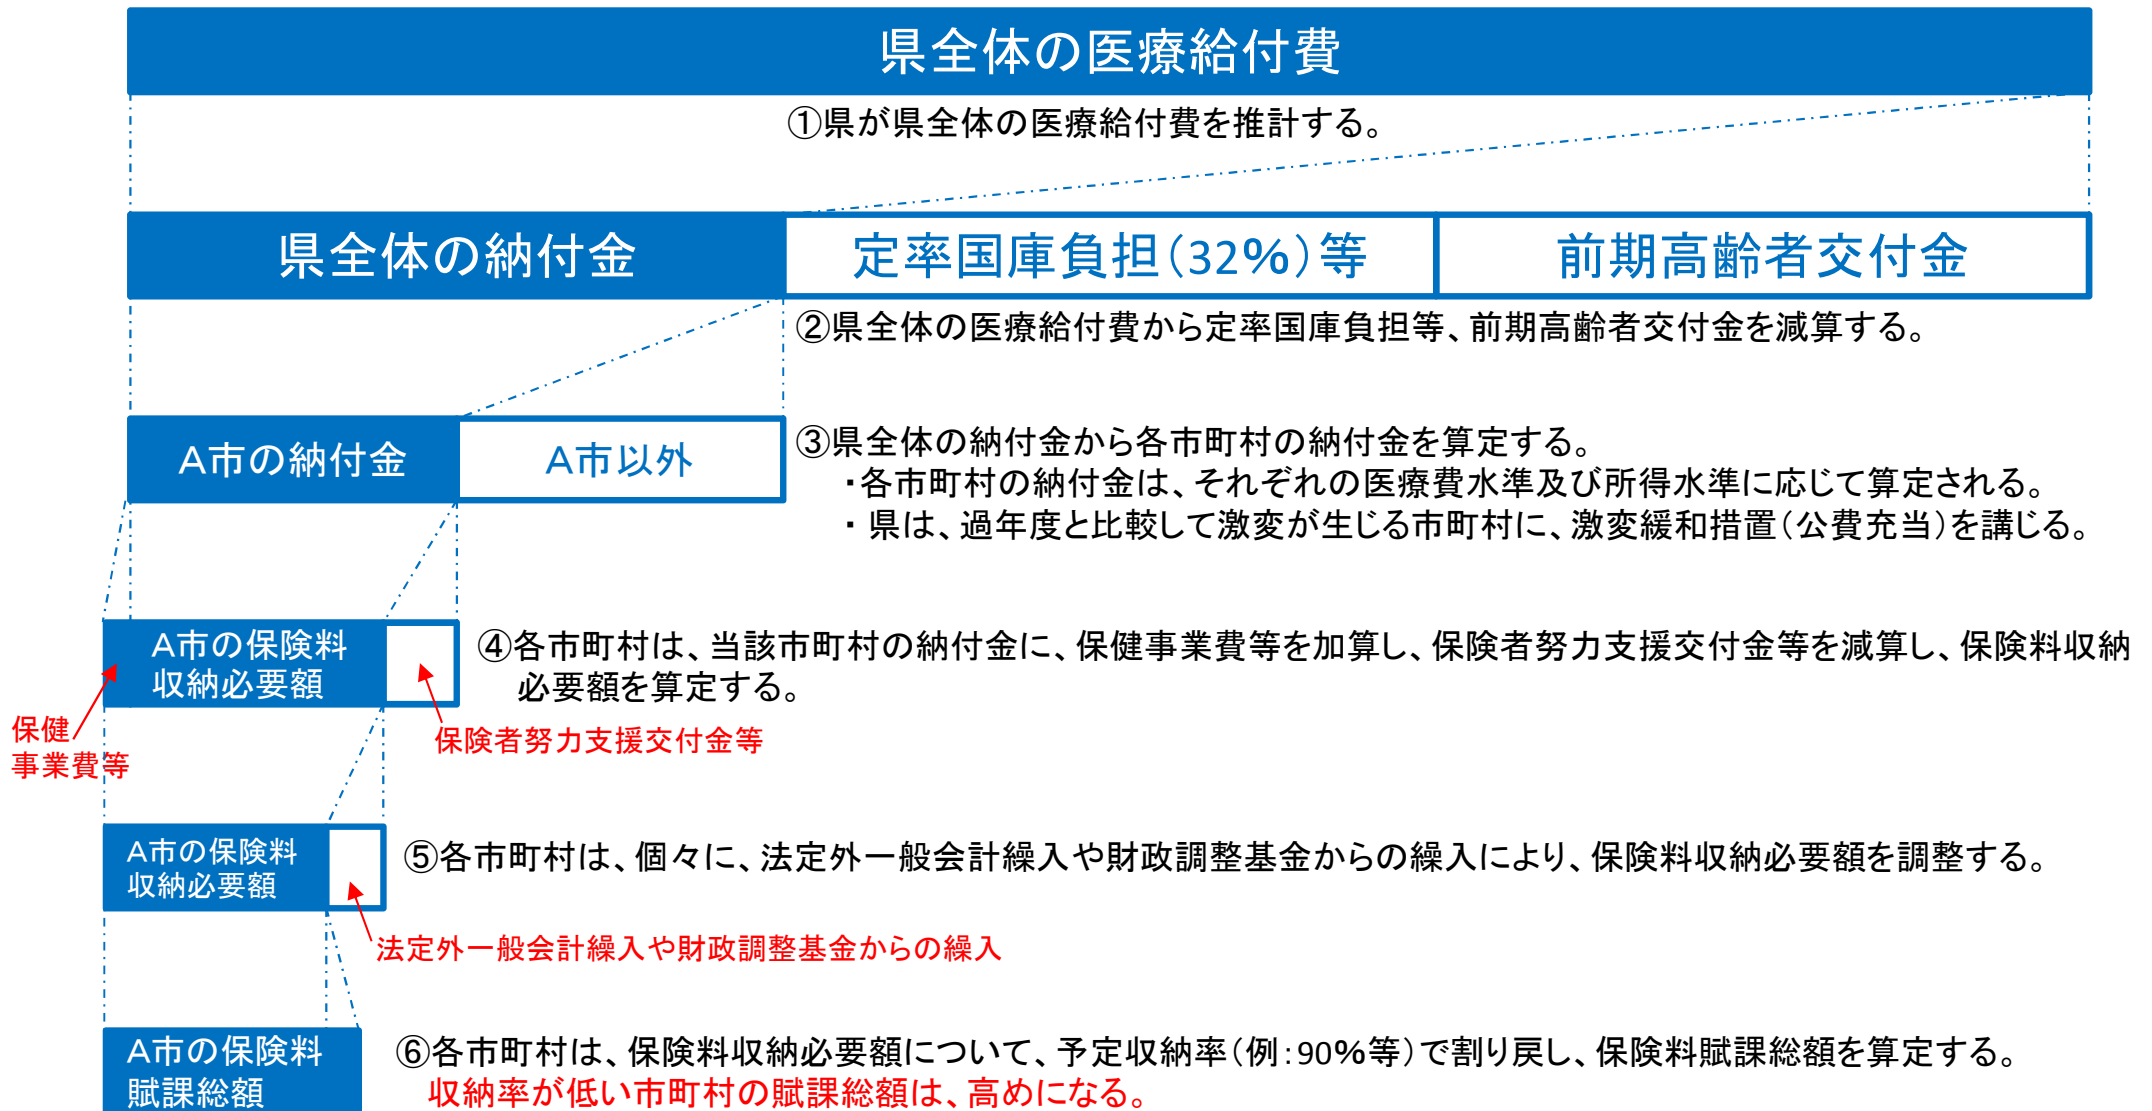 県全体の医療給付費
①県が県全体の医療給付費を推計する。
県全体の納付金
定率国庫負担(32%)等
前期高齢者交付金
②県全体の医療給付費から定率国庫負担等、前期高齢者交付金を減算する。
A市の納付金
A市以外
③県全体の納付金から各市町村の納付金を算定する。
・各市町村の納付金は、それぞれの医療費水準及び所得水準に応じて算定される。
・県は、過年度と比較して激変が生じる市町村に、激変緩和措置(公費充当)を講じる。
A市の保険料
収納必要額
④各市町村は、当該市町村の納付金に、保健事業費等を加算し、保険者努力支援交付金等を減算し、保険料収納
必要額を算定する。
保健
事業費等
保険者努力支援交付金等
A市の保険料
収納必要額
⑤各市町村は、個々に、法定外一般会計繰入や財政調整基金からの繰入により、保険料収納必要額を調整する。
法定外一般会計繰入や財政調整基金からの繰入
A市の保険料
賦課総額
⑥各市町村は、保険料収納必要額について、予定収納率(例:90%等)で割り戻し、保険料賦課総額を算定する。
収納率が低い市町村の賦課総額は、高めになる。